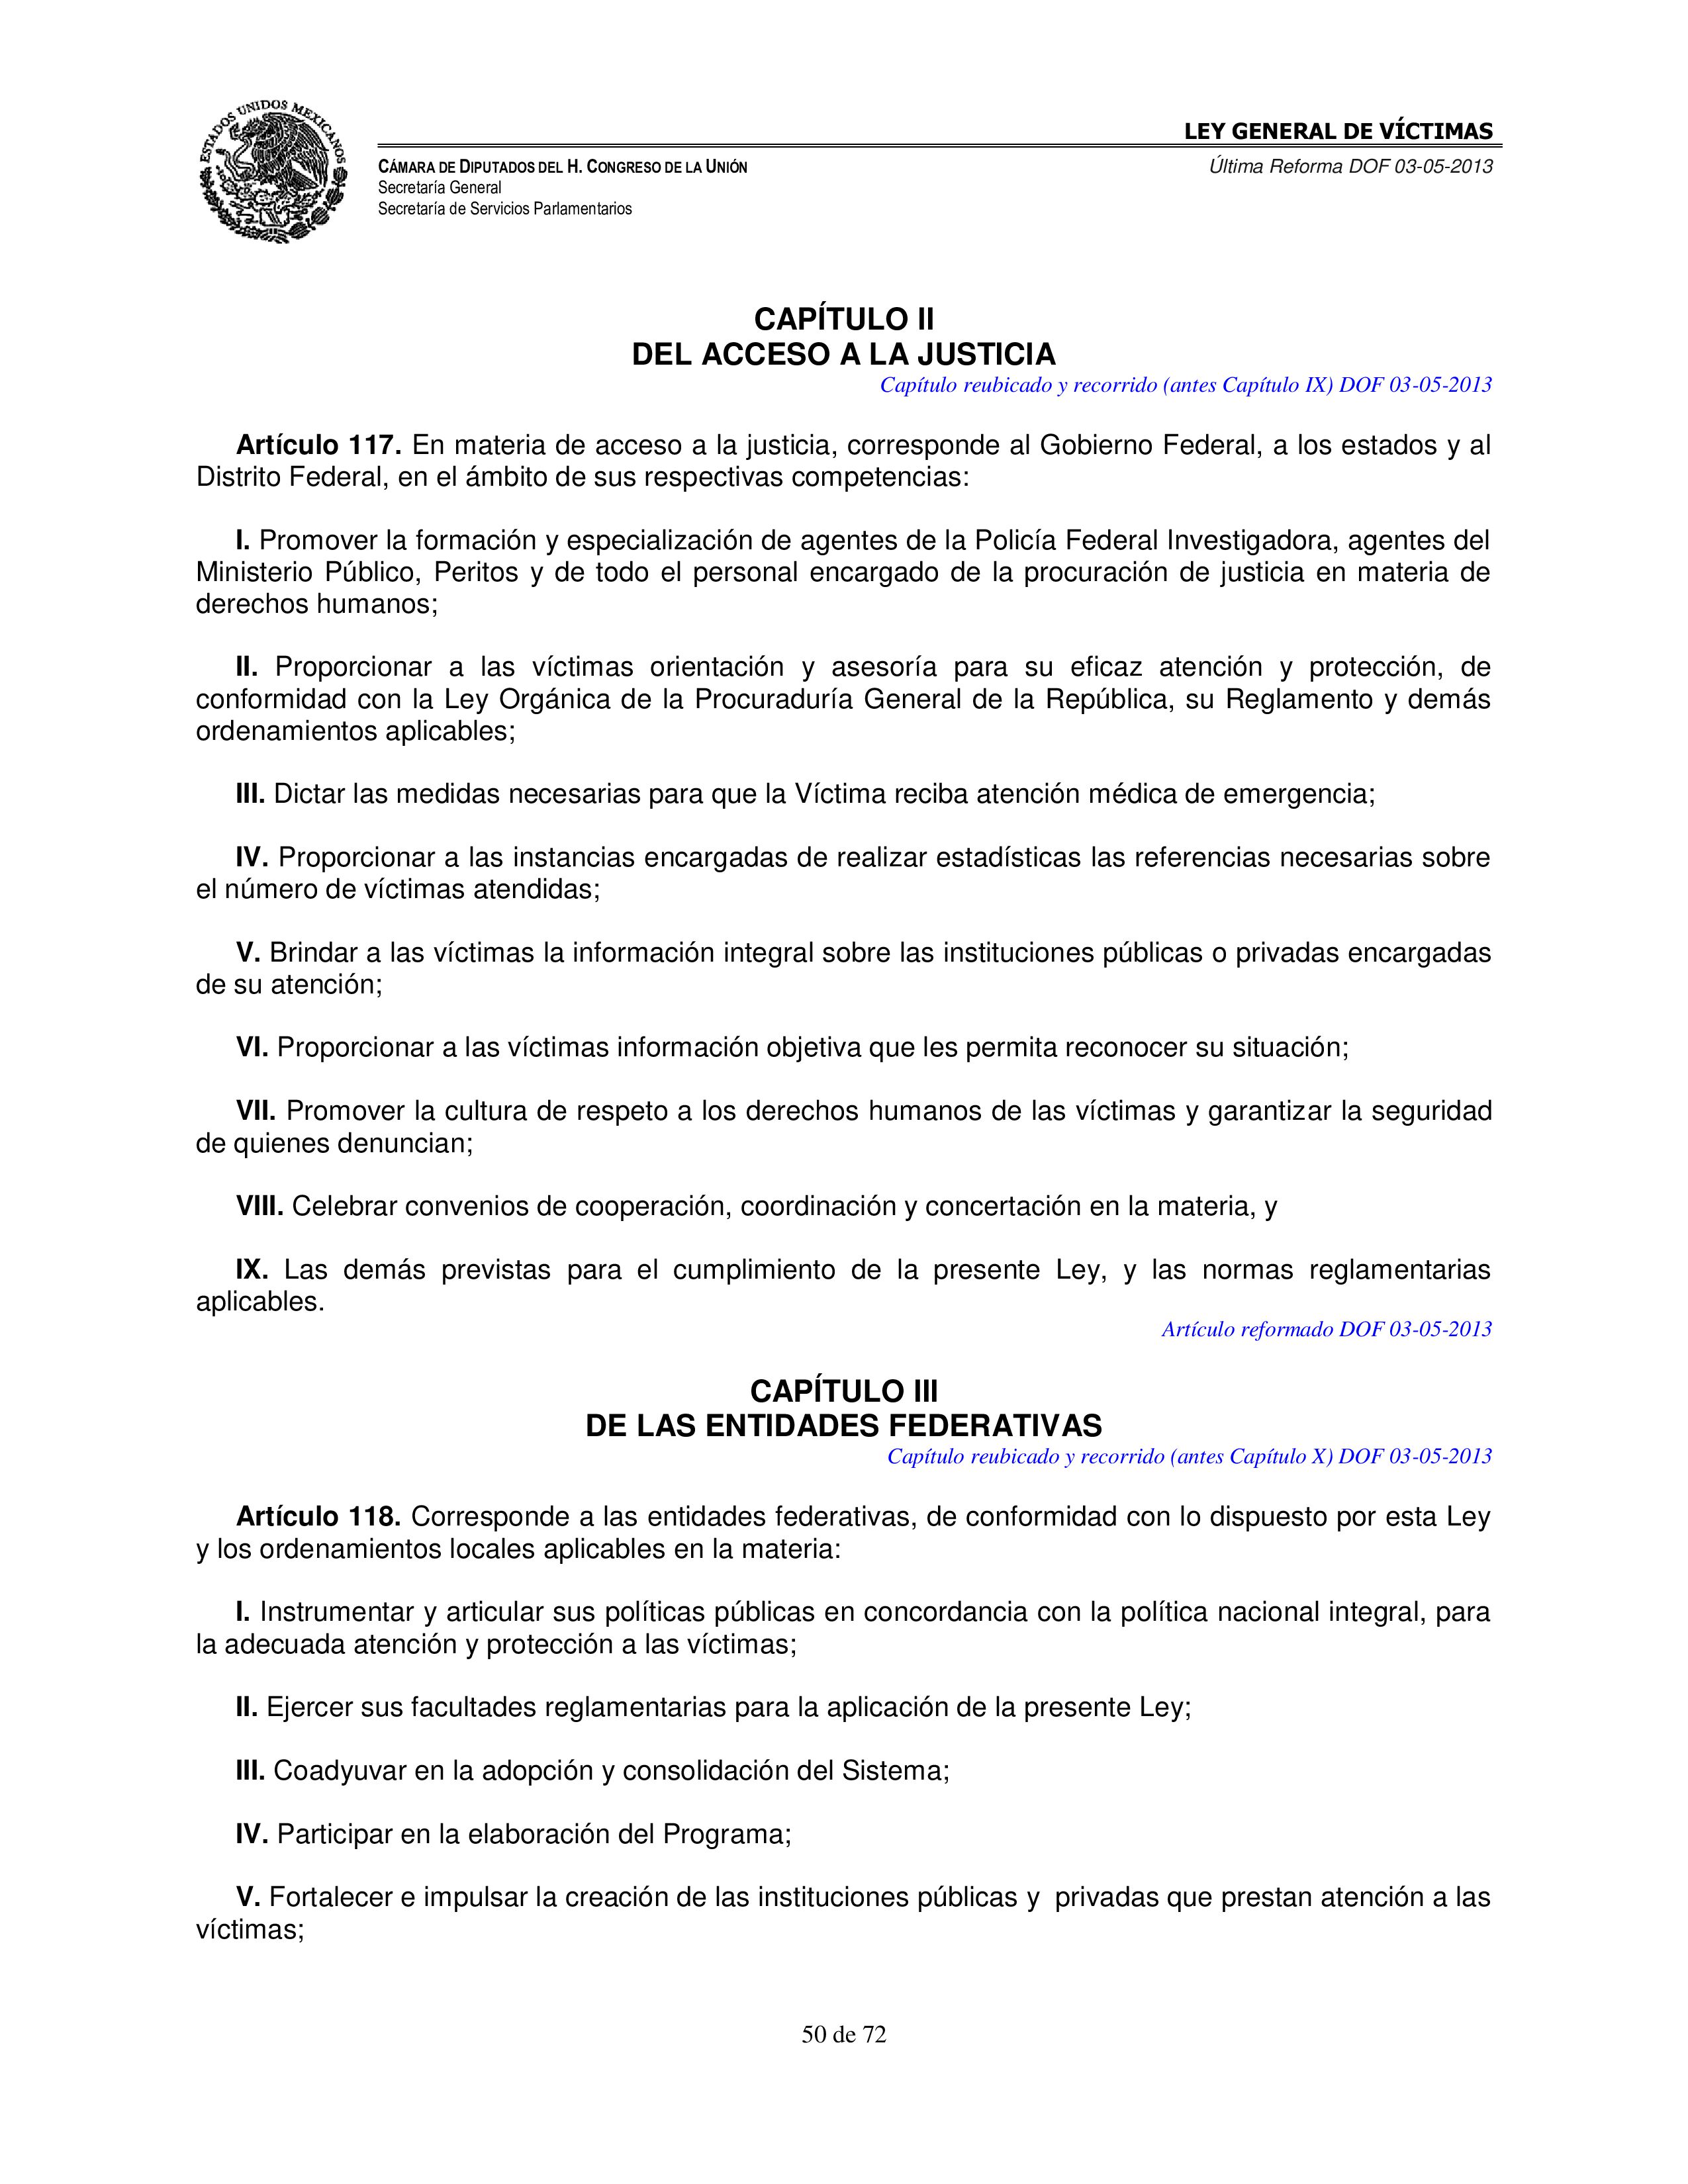 ESTADOS UNIDOS MEXICANOS
LEY GENERAL DE VÍCTIMAS
CÁMARA DE DIPUTADOS DEL H. CONGRESO DE LA UNIÓN
Última Reforma DOF 03-05-2013
Secretaría General
Secretaría de Servicios Parlamentarios
CAPÍTULO II
DEL ACCESO A LA JUSTICIA
Capítulo reubicado y recorrido (antes Capítulo IX) DOF 03-05-2013
Artículo 117. En materia de acceso a la justicia, corresponde al Gobierno Federal, a los estados y al
Distrito Federal, en el ámbito de sus respectivas competencias:
I. Promover la formación y especialización de agentes de la Policía Federal Investigadora, agentes del
Ministerio Público, Peritos y de todo el personal encargado de la procuración de justicia en materia de
derechos humanos;
II. Proporcionar a las víctimas orientación y asesoría para su eficaz atención y protección, de
conformidad con la Ley Orgánica de la Procuraduría General de la República, su Reglamento y demás
ordenamientos aplicables;
III. Dictar las medidas necesarias para que la Víctima reciba atención médica de emergencia;
IV. Proporcionar a las instancias encargadas de realizar estadísticas las referencias necesarias sobre
el número de víctimas atendidas;
V. Brindar a las víctimas la información integral sobre las instituciones públicas o privadas encargadas
de su atención;
VI. Proporcionar a las víctimas información objetiva que les permita reconocer su situación;
VII. Promover la cultura de respeto a los derechos humanos de las víctimas y garantizar la seguridad
de quienes denuncian;
VIII. Celebrar convenios de cooperación, coordinación y concertación en la materia, y
IX. Las demás previstas para el cumplimiento de la presente Ley, y las normas reglamentarias
aplicables.
Artículo reformado DOF 03-05-2013
CAPÍTULO III
DE LAS ENTIDADES FEDERATIVAS
Capítulo reubicado y recorrido (antes Capítulo X) DOF 03-05-2013
Artículo 118. Corresponde a las entidades federativas, de conformidad con lo dispuesto por esta Ley
y los ordenamientos locales aplicables en la materia:
I. Instrumentar y articular sus políticas públicas en concordancia con la política nacional integral, para
la adecuada atención y protección a las víctimas;
II. Ejercer sus facultades reglamentarias para la aplicación de la presente Ley;
III. Coadyuvar en la adopción y consolidación del Sistema;
IV. Participar en la elaboración del Programa;
V. Fortalecer e impulsar la creación de las instituciones públicas y  privadas que prestan atención a las
víctimas;
50 de 72